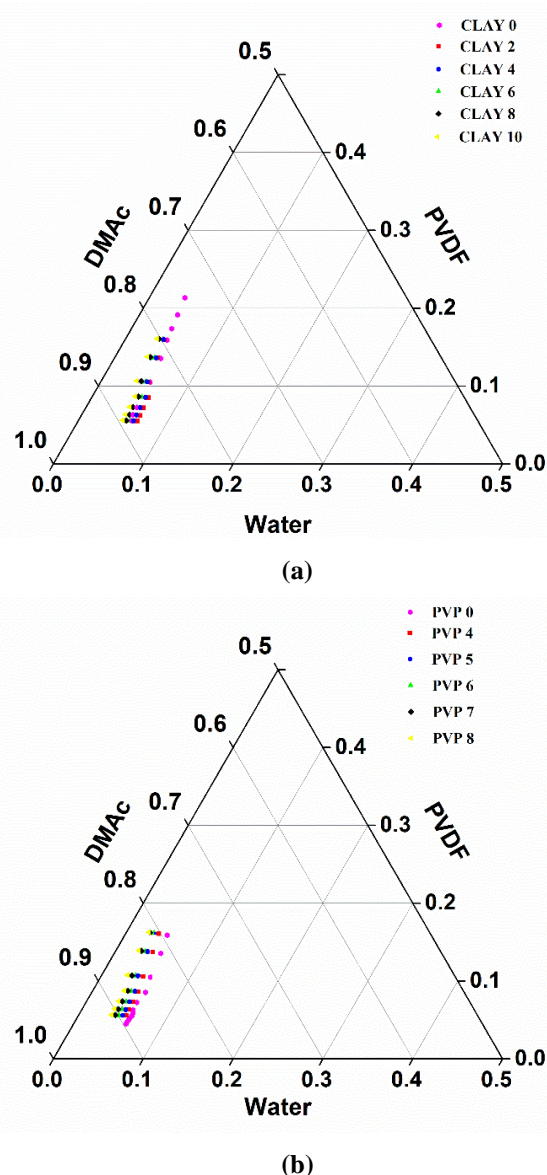 CLAY 0
CLAY 2
CLAY 4
CLAY 6
CLAY 8
CLAY 10
0.5
0.6
0.4
0.7
0.3
DMAc
PVDF
0.8
0.2
0.9
0.1
1.0
0.0
0.0 0.1 0.2 0.3 0.4 0.5
Water
(a)
PVP 0
PVP 4
PVP 5
PVP 6
PVP 7
PVP 8
0.5
0.6
0.4
0.7
0.3
DMAc
PVDF
0.8
0.2
0.9
0.1
1.0
0.0
0.0 0.1 0.2 0.3 0.4 0.5
Water
(b)